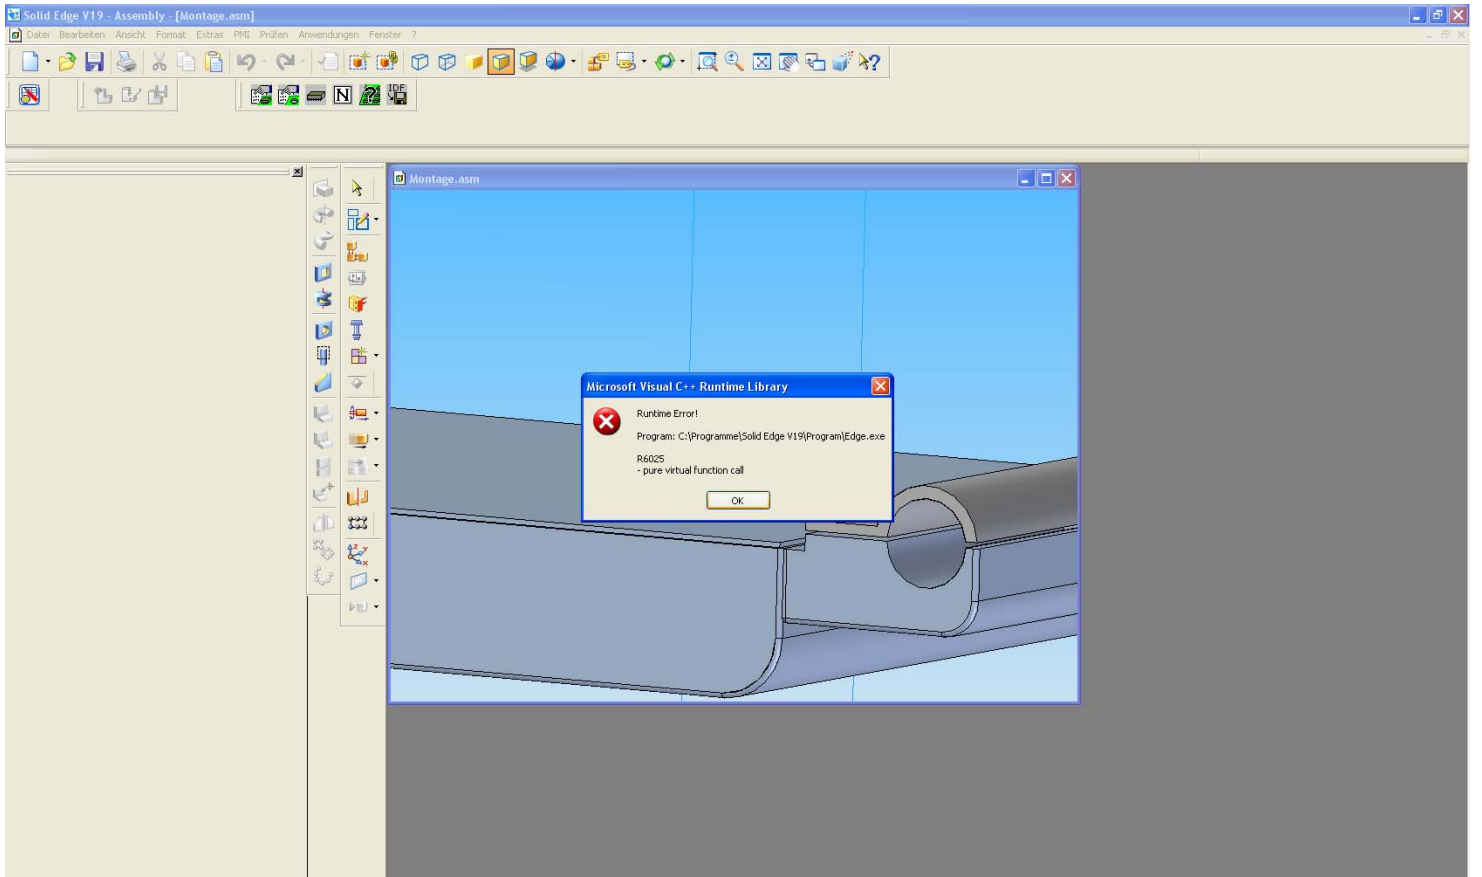 Solid Edge V19 - Assembly - [Montage.asm]
Datei Bearbeiten Ansicht Format Extras PMI Prüfen Anwendungen Fenster ?
N IDF
Montage.asm
Microsoft Visual C++ Runtime Library
Runtime Error!
Program: C:\Programme\Solid Edge V19\Program\Edge.exe
R6025
- pure virtual function call
OK